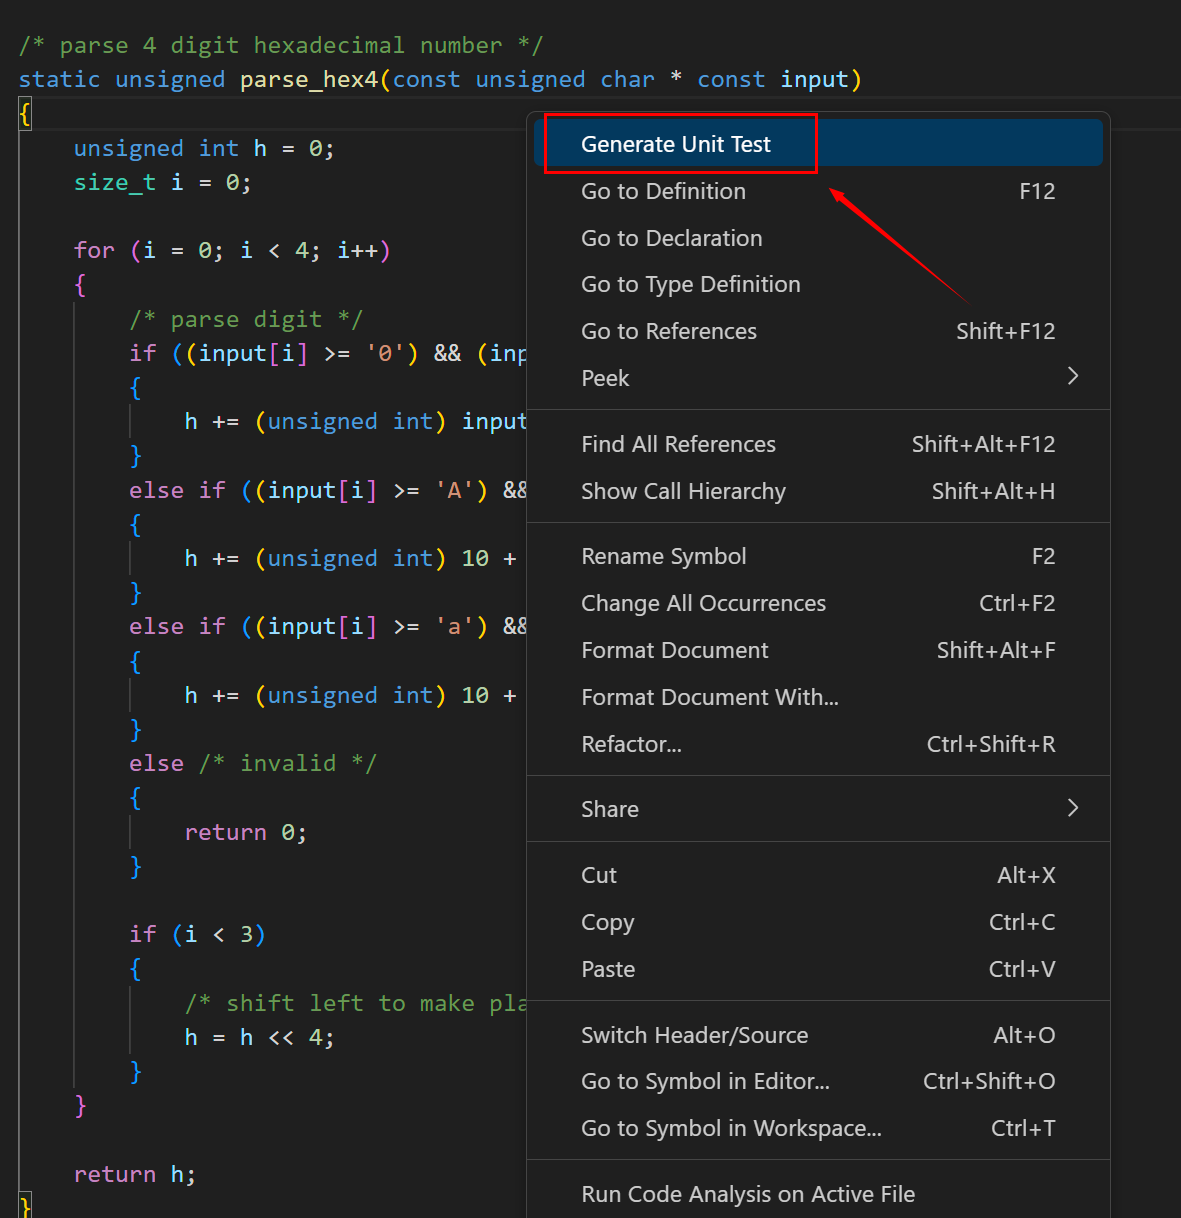 /* parse 4 digit hexadecimal number */
static unsigned parse_hex4(const unsigned char * const input)
{
    unsigned int h = 0;
    size_t i = 0;

    for (i = 0; i < 4; i++)
    {
        /* parse digit */
        if ((input[i] >= '0') && (inp
        {
            h += (unsigned int) input
        }
        else if ((input[i] >= 'A') &&
        {
            h += (unsigned int) 10 +
        }
        else if ((input[i] >= 'a') &&
        {
            h += (unsigned int) 10 +
        }
        else /* invalid */
        {
            return 0;
        }

        if (i < 3)
        {
            /* shift left to make pla
            h = h << 4;
        }
    }

    return h;
}
Generate Unit Test
Go to Definition F12
Go to Declaration
Go to Type Definition
Go to References Shift+F12
Peek
Find All References Shift+Alt+F12
Show Call Hierarchy Shift+Alt+H
Rename Symbol F2
Change All Occurrences Ctrl+F2
Format Document Shift+Alt+F
Format Document With...
Refactor... Ctrl+Shift+R
Share
Cut Alt+X
Copy Ctrl+C
Paste Ctrl+V
Switch Header/Source Alt+O
Go to Symbol in Editor... Ctrl+Shift+O
Go to Symbol in Workspace... Ctrl+T
Run Code Analysis on Active File